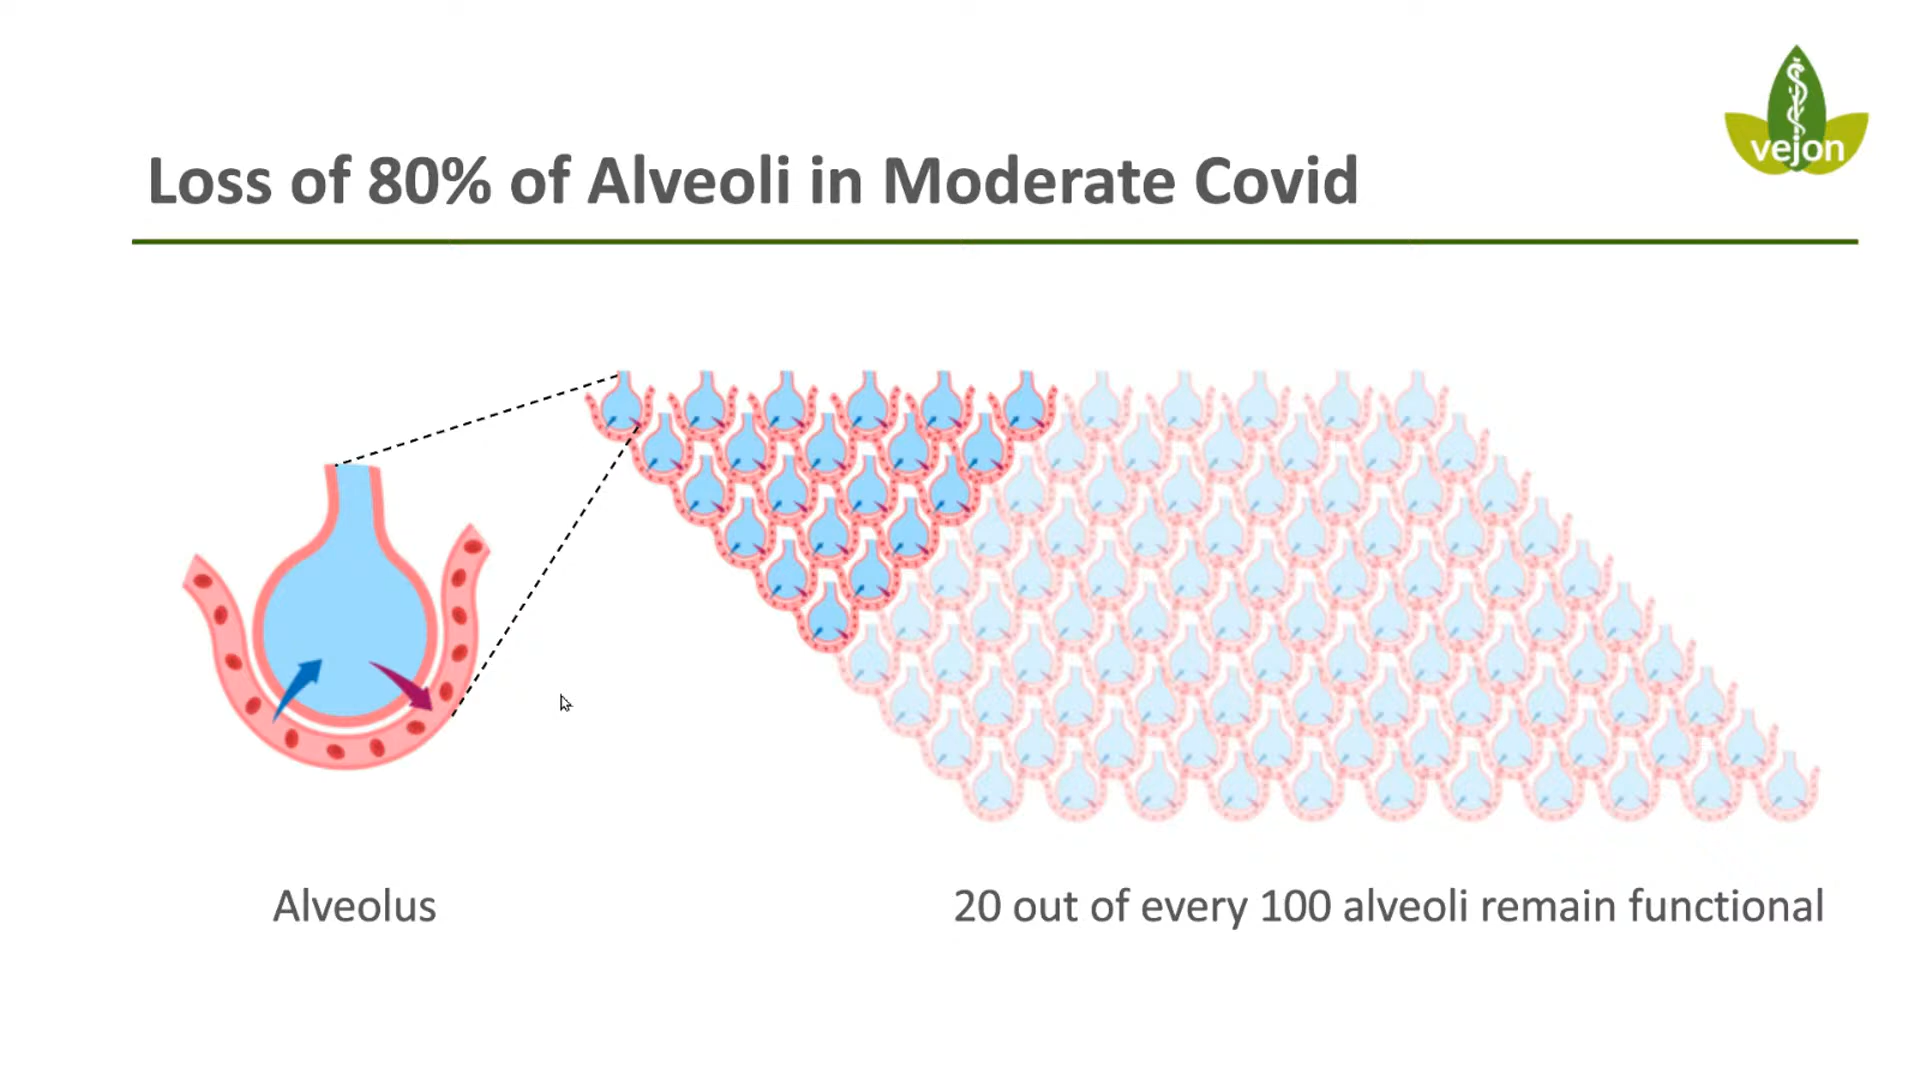 vejon
Loss of 80% of Alveoli in Moderate Covid
Alveolus
20 out of every 100 alveoli remain functional